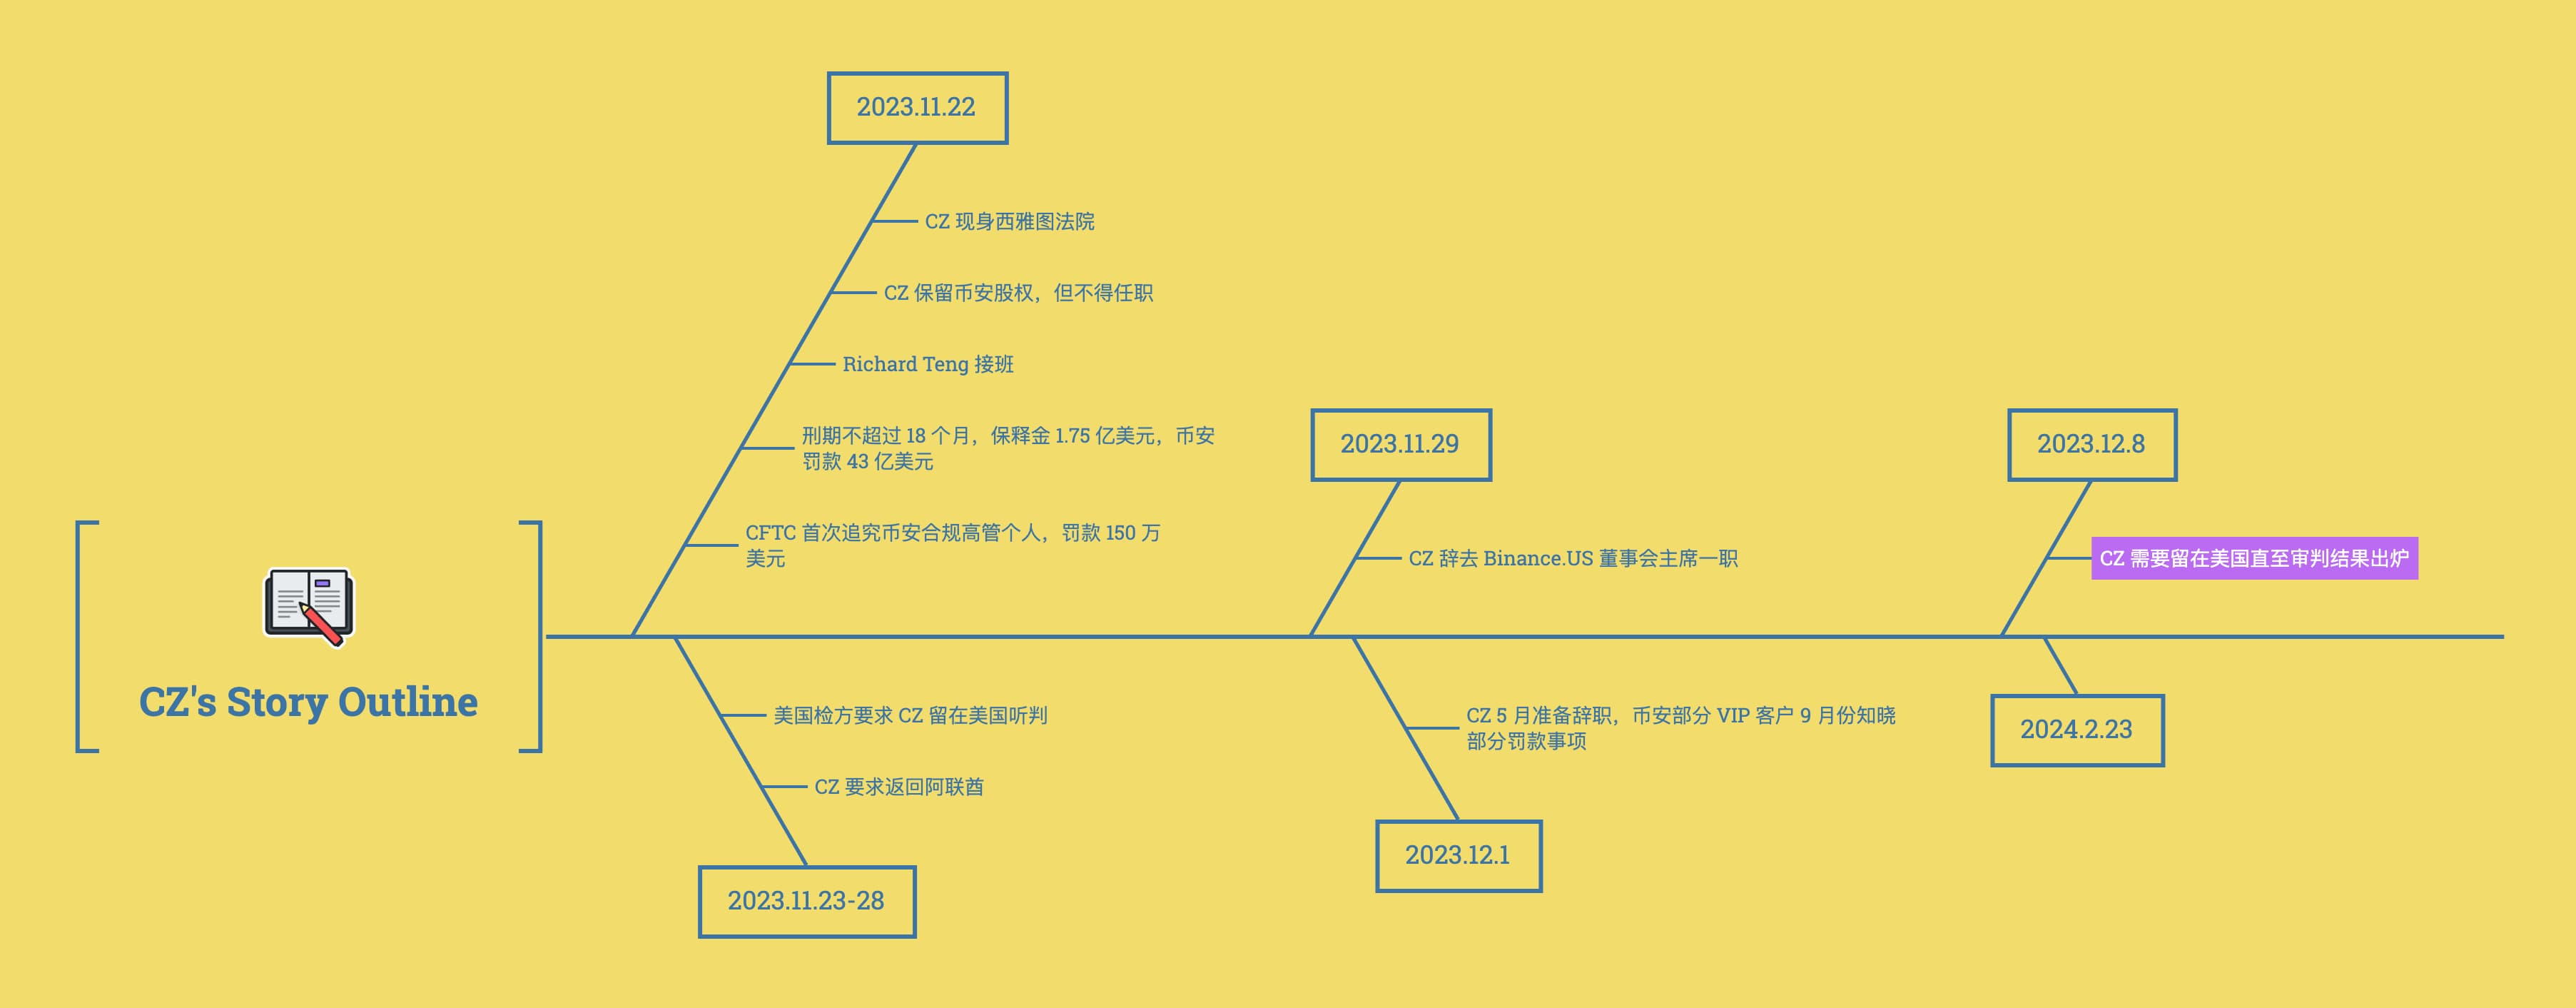 CZ's Story Outline
2023.11.22
CZ 现身西雅图法院
CZ 保留币安股权，但不得任职
Richard Teng 接班
刑期不超过 18 个月，保释金 1.75 亿美元，币安
罚款 43 亿美元
CFTC 首次追究币安合规高管个人，罚款 150 万
美元
美国检方要求 CZ 留在美国听判
CZ 要求返回阿联酋
2023.11.23-28
2023.11.29
CZ 辞去 Binance.US 董事会主席一职
CZ 5 月准备辞职，币安部分 VIP 客户 9 月份知晓
部分罚款事项
2023.12.1
2023.12.8
CZ 需要留在美国直至审判结果出炉
2024.2.23